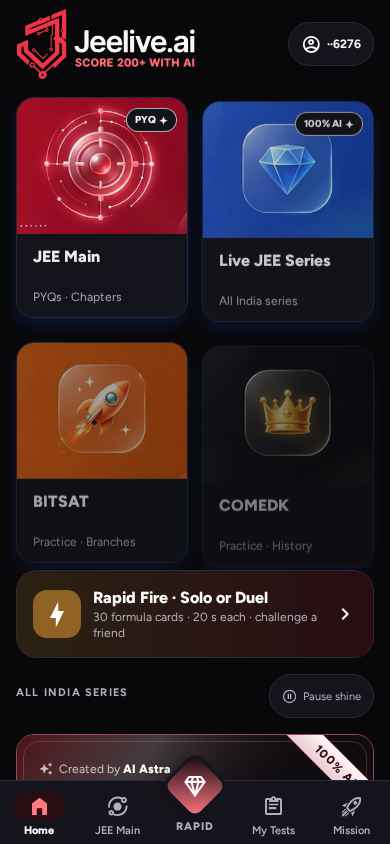 Jeelive.ai
SCORE 200+ WITH AI
··6276
PYQ
100% AI
JEE Main
PYQs · Chapters
Live JEE Series
All India series
BITSAT
Practice · Branches
COMEDK
Practice · History
Rapid Fire · Solo or Duel
30 formula cards · 20 s each · challenge a
friend
ALL INDIA SERIES
Pause shine
Created by AI Astra
100%
Home
JEE Main
RAPID
My Tests
Mission